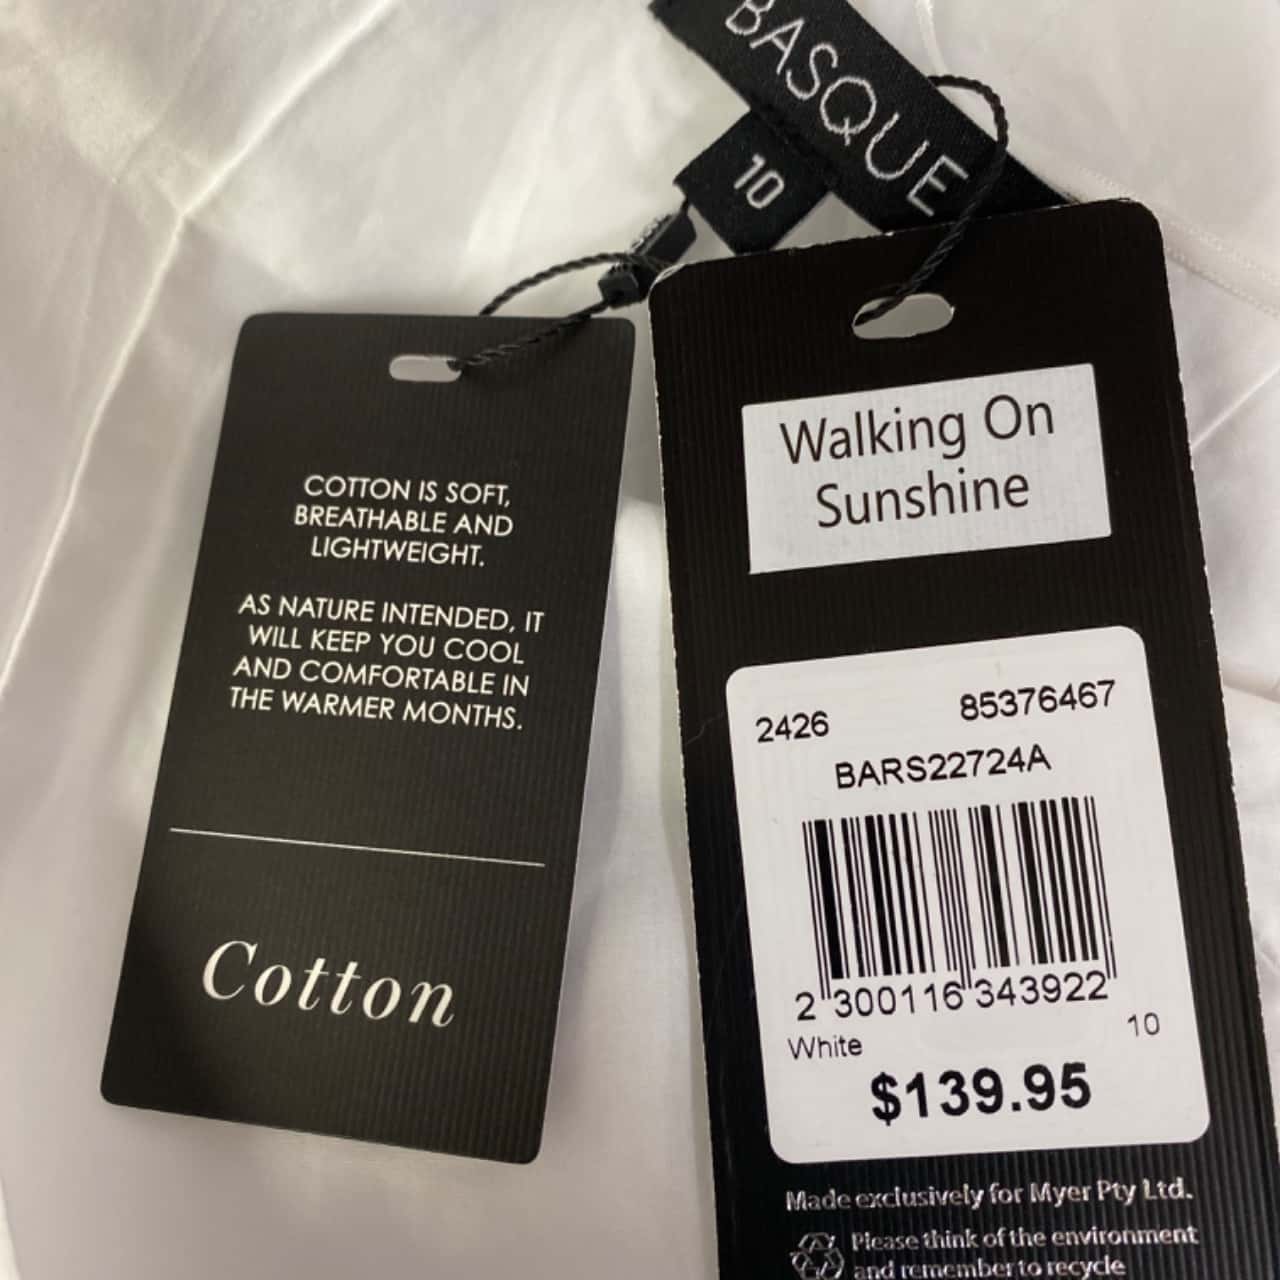 BASQUE
10
COTTON IS SOFT,
BREATHABLE AND
LIGHTWEIGHT.
AS NATURE INTENDED, IT
WILL KEEP YOU COOL
AND COMFORTABLE IN
THE WARMER MONTHS.
Cotton
Walking On
Sunshine
2426 85376467
BARS22724A
2 300116 343922
White 10
$139.95
Made exclusively for Myer Pty Ltd.
Please think of the environment
and remember to recycle